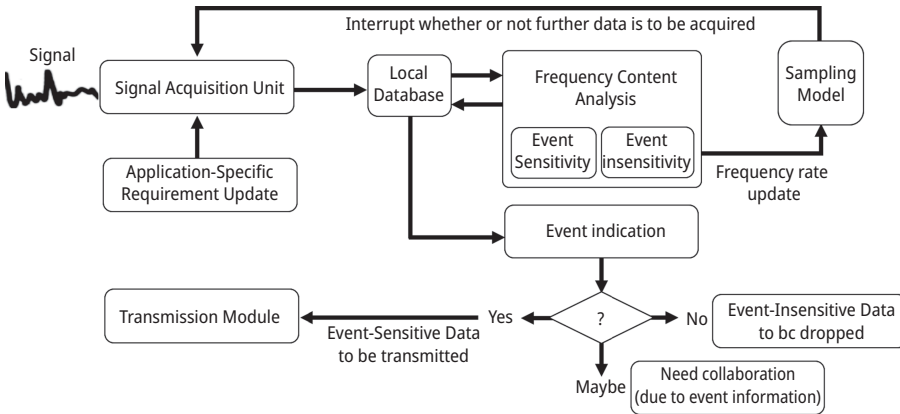 Interrupt whether or not further data is to be acquired
Signal
Signal Acquisition Unit
Local
Database
Frequency Content
Analysis
Event
Sensitivity
Event
insensitivity
Sampling
Model
Application-Specific
Requirement Update
Frequency rate
update
Event indication
Transmission Module
Yes
?
No
Event-Insensitive Data
to bc dropped
Event-Sensitive Data
to be transmitted
Maybe
Need collaboration
(due to event information)